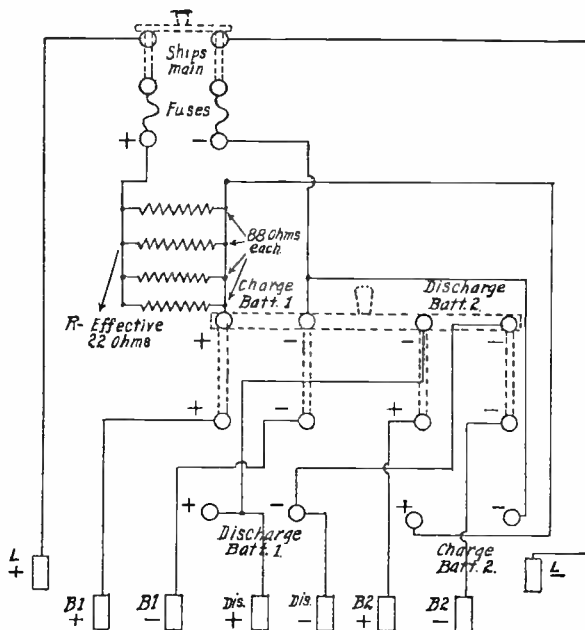 Ships
main
Fuses
+ -
88 Ohms
each.
R- Effective
22 Ohms
Charge
Batt. 1
Discharge
Batt. 2.
+ - - -
+ - + -
+ - + -
Discharge
Batt. 1.
Charge
Batt. 2.
L
+
B1
+
B1
-
Dis.
+
Dis.
-
B2
+
B2
-
L
-